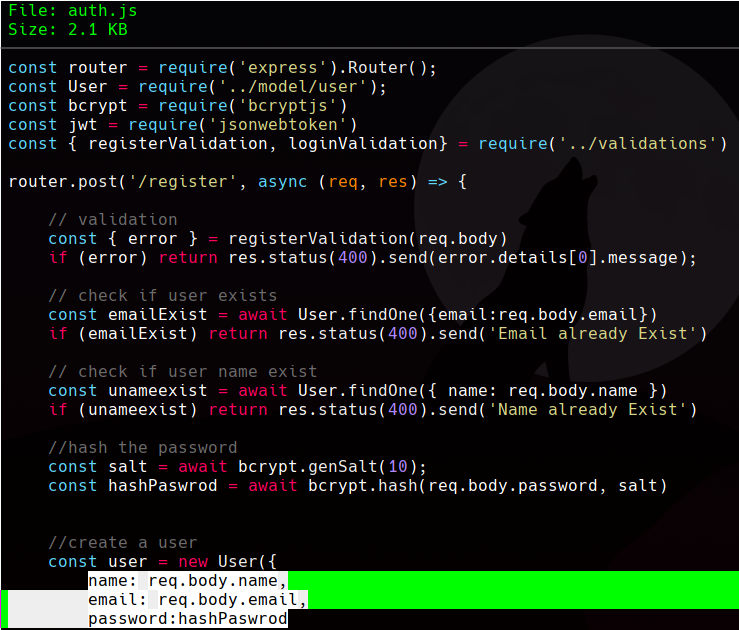 File: auth.js
Size: 2.1 KB
const router = require('express').Router();
const User = require('../model/user');
const bcrypt = require('bcryptjs')
const jwt = require('jsonwebtoken')
const { registerValidation, loginValidation} = require('../validations')
router.post('/register', async (req, res) => {
// validation
const { error } = registerValidation(req.body)
if (error) return res.status(400).send(error.details[0].message);
// check if user exists
const emailExist = await User.findOne({email:req.body.email})
if (emailExist) return res.status(400).send('Email already Exist')
// check if user name exist
const unameexist = await User.findOne({ name: req.body.name })
if (unameexist) return res.status(400).send('Name already Exist')
//hash the password
const salt = await bcrypt.genSalt(10);
const hashPaswrod = await bcrypt.hash(req.body.password, salt)
//create a user
const user = new User({
name: req.body.name,
email: req.body.email,
password:hashPaswrod